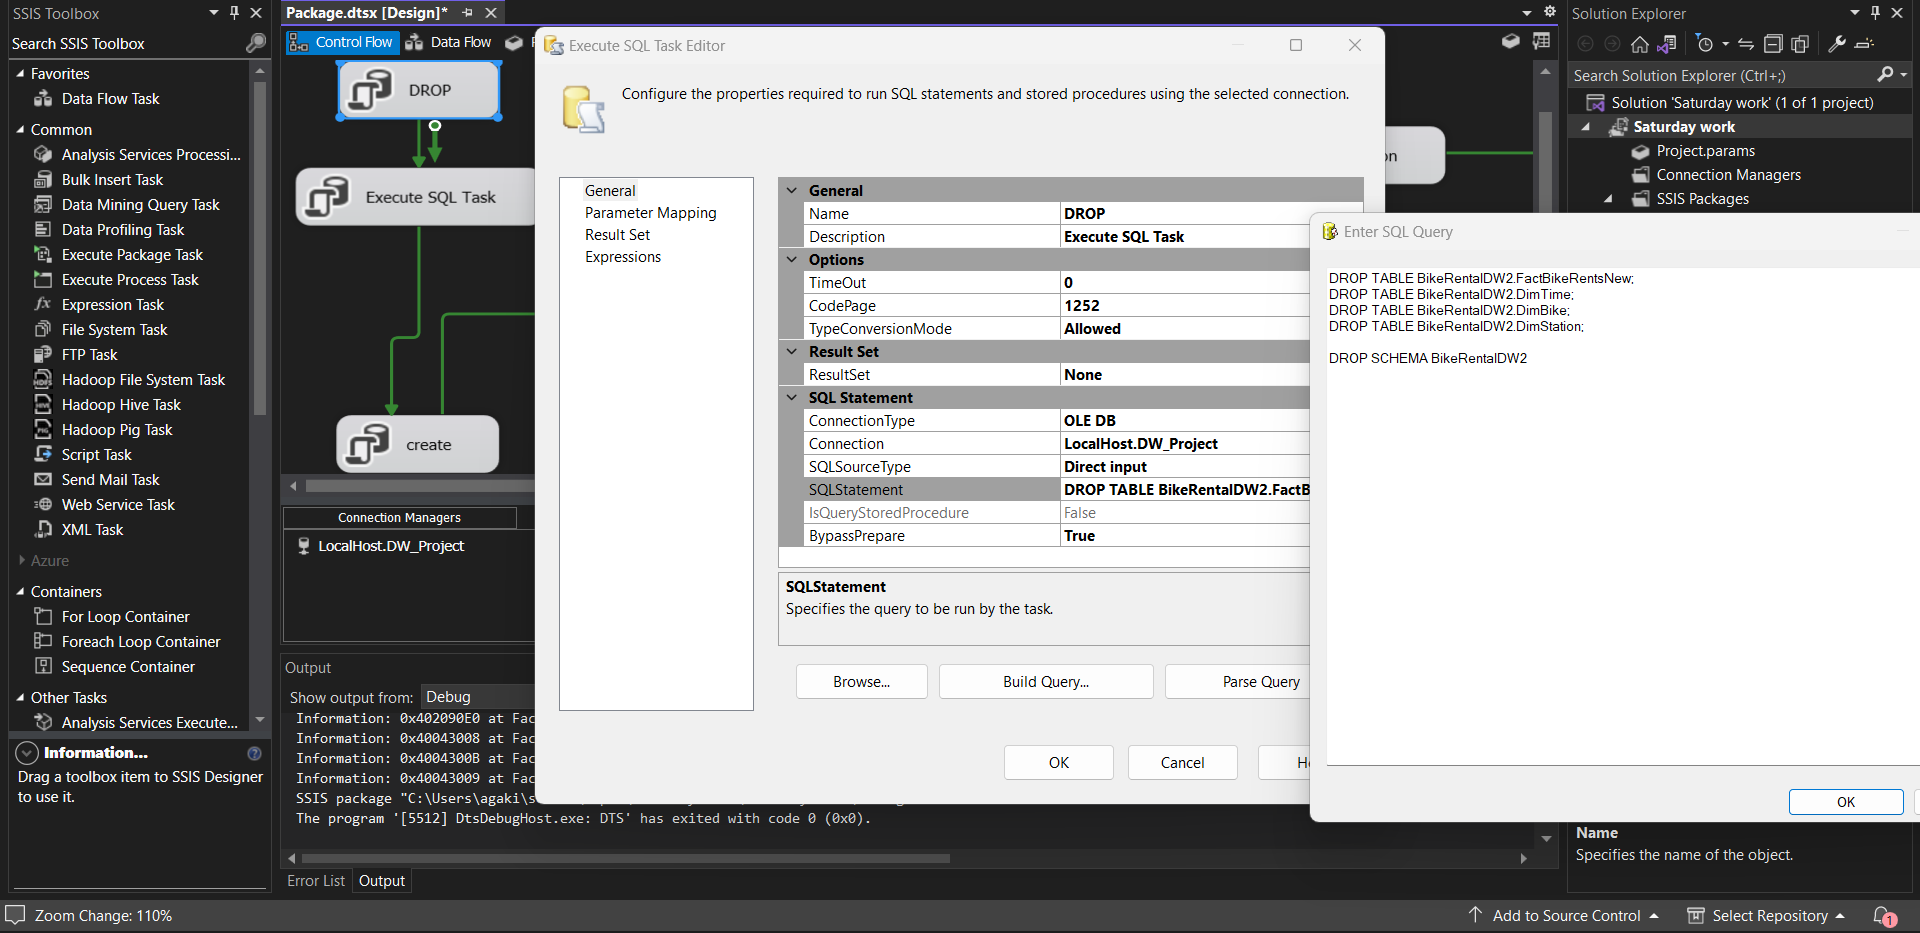 SSIS Toolbox
Search SSIS Toolbox
Favorites
Data Flow Task
Common
Analysis Services Processi...
Bulk Insert Task
Data Mining Query Task
Data Profiling Task
Execute Package Task
Execute Process Task
Expression Task
File System Task
FTP Task
Hadoop File System Task
Hadoop Hive Task
Hadoop Pig Task
Script Task
Send Mail Task
Web Service Task
XML Task
Azure
Containers
For Loop Container
Foreach Loop Container
Sequence Container
Other Tasks
Analysis Services Execute...
Information...
Drag a toolbox item to SSIS Designer
to use it.
Package.dtsx [Design]*
Control Flow
Data Flow
DROP
Execute SQL Task
create
on
Connection Managers
LocalHost.DW_Project
Output
Show output from: Debug
Information: 0x402090E0 at Fac
Information: 0x40043008 at Fac
Information: 0x4004300B at Fac
Information: 0x40043009 at Fac
SSIS package "C:\Users\agaki\s
The program '[5512] DtsDebugHost.exe: DTS' has exited with code 0 (0x0).
Error List
Output
Execute SQL Task Editor
Configure the properties required to run SQL statements and stored procedures using the selected connection.
General
Parameter Mapping
Result Set
Expressions
General
Name DROP
Description Execute SQL Task
Options
TimeOut 0
CodePage 1252
TypeConversionMode Allowed
Result Set
ResultSet None
SQL Statement
ConnectionType OLE DB
Connection LocalHost.DW_Project
SQLSourceType Direct input
SQLStatement DROP TABLE BikeRentalDW2.FactB
IsQueryStoredProcedure False
BypassPrepare True
SQLStatement
Specifies the query to be run by the task.
Browse...
Build Query...
Parse Query
OK
Cancel
He
Enter SQL Query
DROP TABLE BikeRentalDW2.FactBikeRentsNew;
DROP TABLE BikeRentalDW2.DimTime;
DROP TABLE BikeRentalDW2.DimBike;
DROP TABLE BikeRentalDW2.DimStation;
DROP SCHEMA BikeRentalDW2
OK
Solution Explorer
Search Solution Explorer (Ctrl+;)
Solution 'Saturday work' (1 of 1 project)
Saturday work
Project.params
Connection Managers
SSIS Packages
Name
Specifies the name of the object.
Zoom Change: 110%
Add to Source Control
Select Repository
1